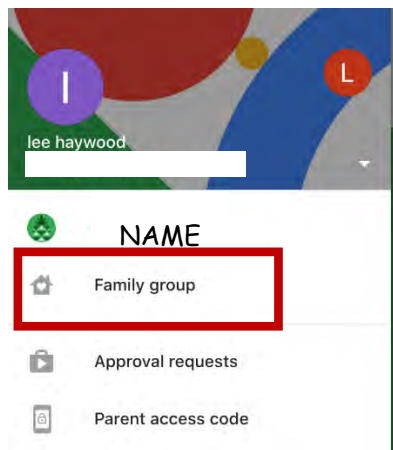 l
L
lee haywood
NAME
Family group
Approval requests
Parent access code